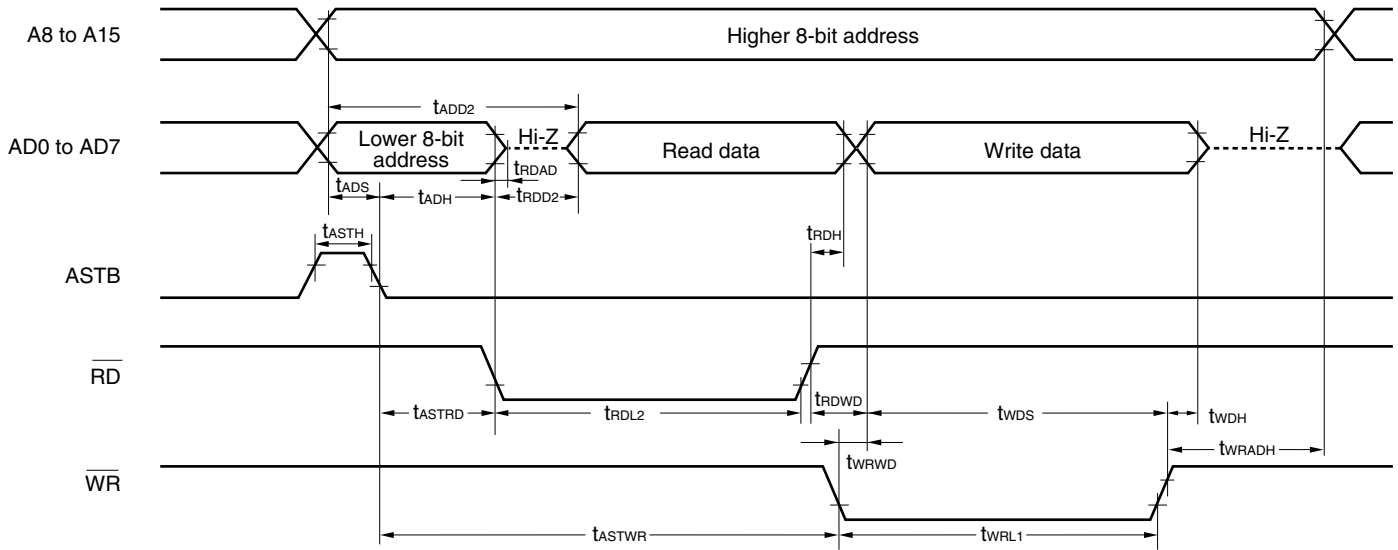 A8 to A15
Higher 8-bit address
tADD2
AD0 to AD7
Lower 8-bit
address
Hi-Z
Read data
Write data
Hi-Z
tRDAD
tADS
tADH
tRDD2
tASTH
tRDH
ASTB
RD
tASTRD
tRDL2
tRDWD
tWDS
tWDH
tWRWD
tWRADH
WR
tASTWR
tWRL1